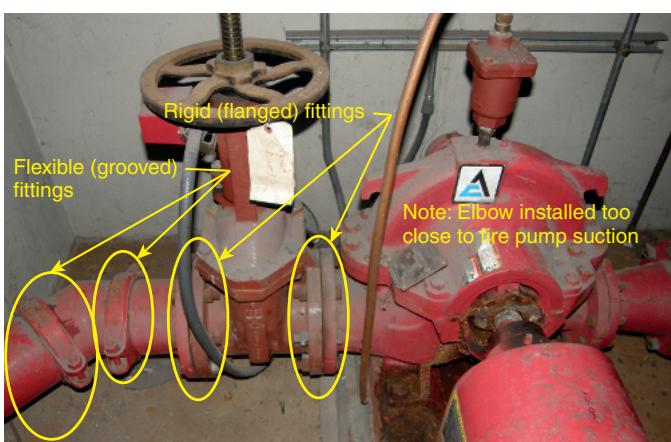 Rigid (flanged) fittings
Flexible (grooved)
fittings
Note: Elbow installed too
close to fire pump suction